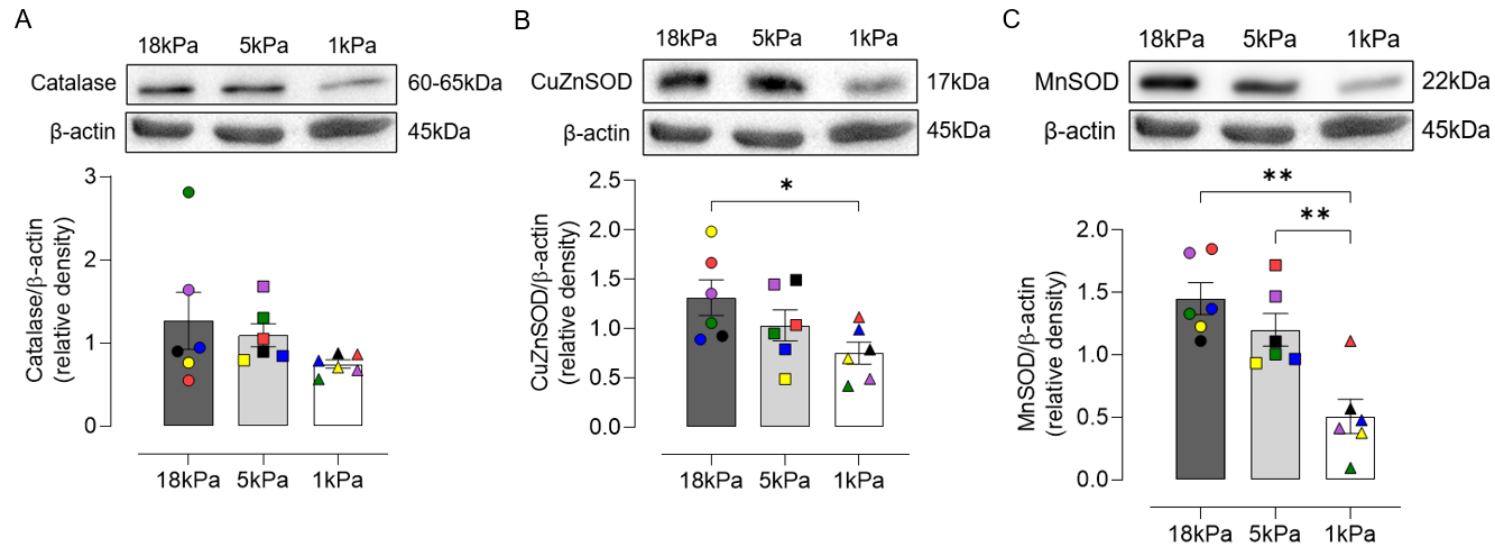 A
18kPa 5kPa 1kPa
Catalase 60-65kDa
β-actin 45kDa
3
2
1
0
Catalase/β-actin
(relative density)
18kPa 5kPa 1kPa
B
18kPa 5kPa 1kPa
CuZnSOD 17kDa
β-actin 45kDa
2.5
2.0
1.5
1.0
0.5
0.0
CuZnSOD/β-actin
(relative density)
*
18kPa 5kPa 1kPa
C
18kPa 5kPa 1kPa
MnSOD 22kDa
β-actin 45kDa
**
**
2.0
1.5
1.0
0.5
0.0
MnSOD/β-actin
(relative density)
18kPa 5kPa 1kPa